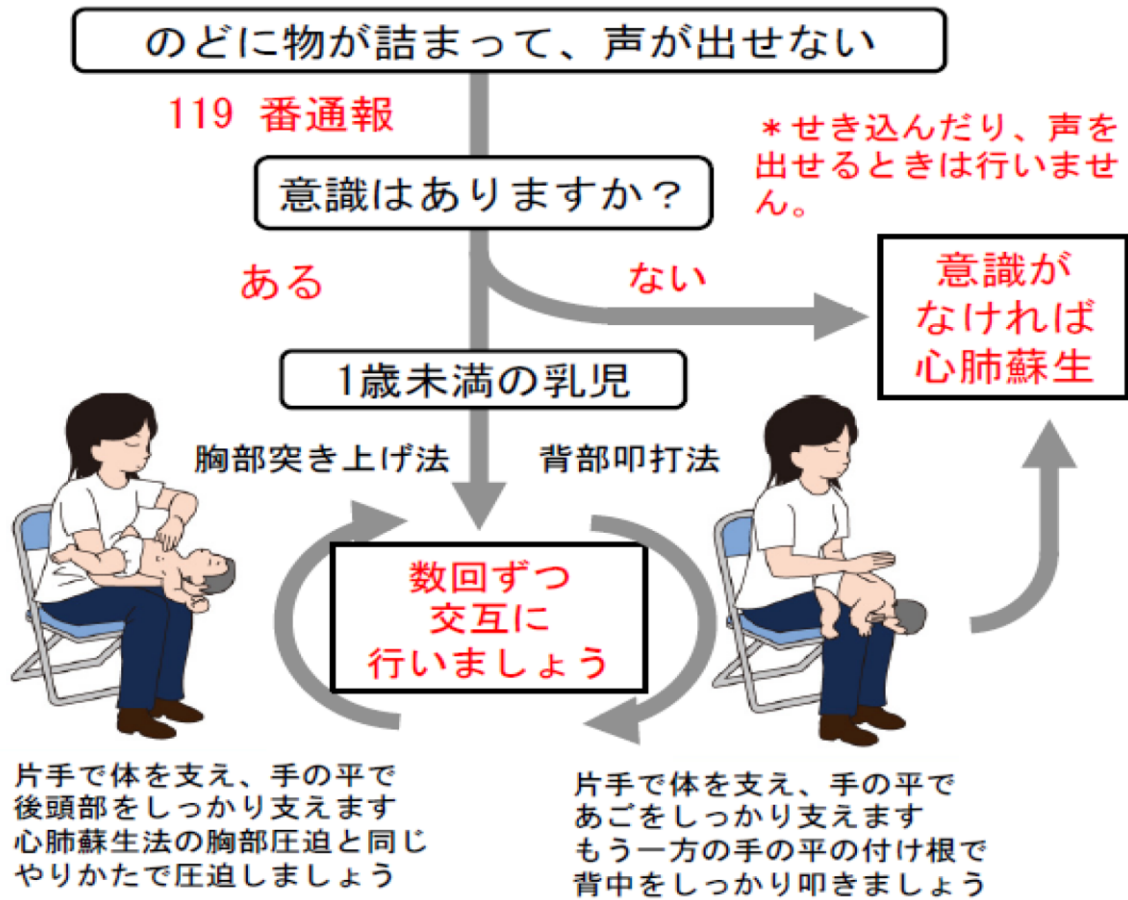 のどに物が詰まって、声が出せない
119 番通報
＊せき込んだり、声を
出せるときは行いませ
ん。
意識はありますか？
ある
ない
意識が
なければ
心肺蘇生
1歳未満の乳児
胸部突き上げ法
背部叩打法
数回ずつ
交互に
行いましょう
片手で体を支え、手の平で
後頭部をしっかり支えます
心肺蘇生法の胸部圧迫と同じ
やりかたで圧迫しましょう
片手で体を支え、手の平で
あごをしっかり支えます
もう一方の手の平の付け根で
背中をしっかり叩きましょう